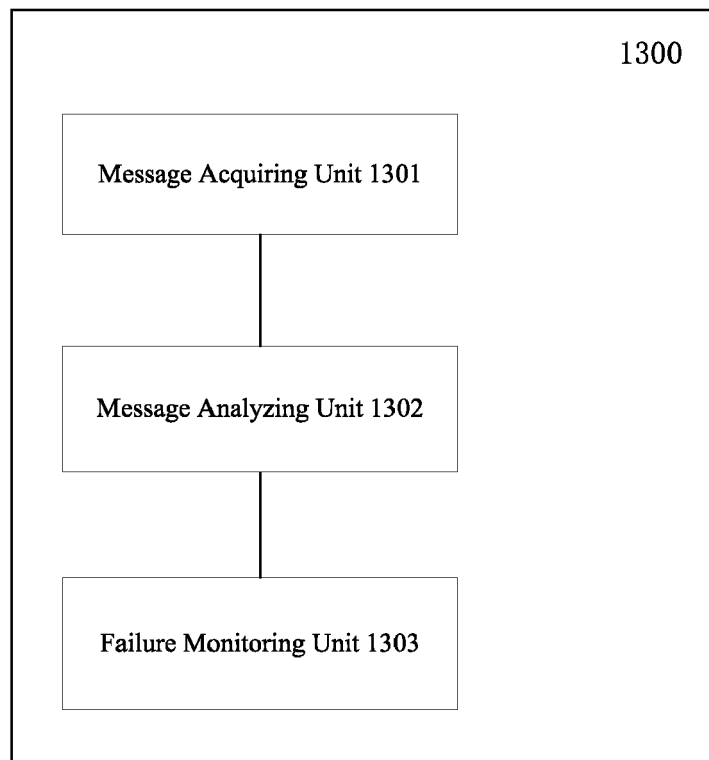 1300
Message Acquiring Unit 1301
Message Analyzing Unit 1302
Failure Monitoring Unit 1303